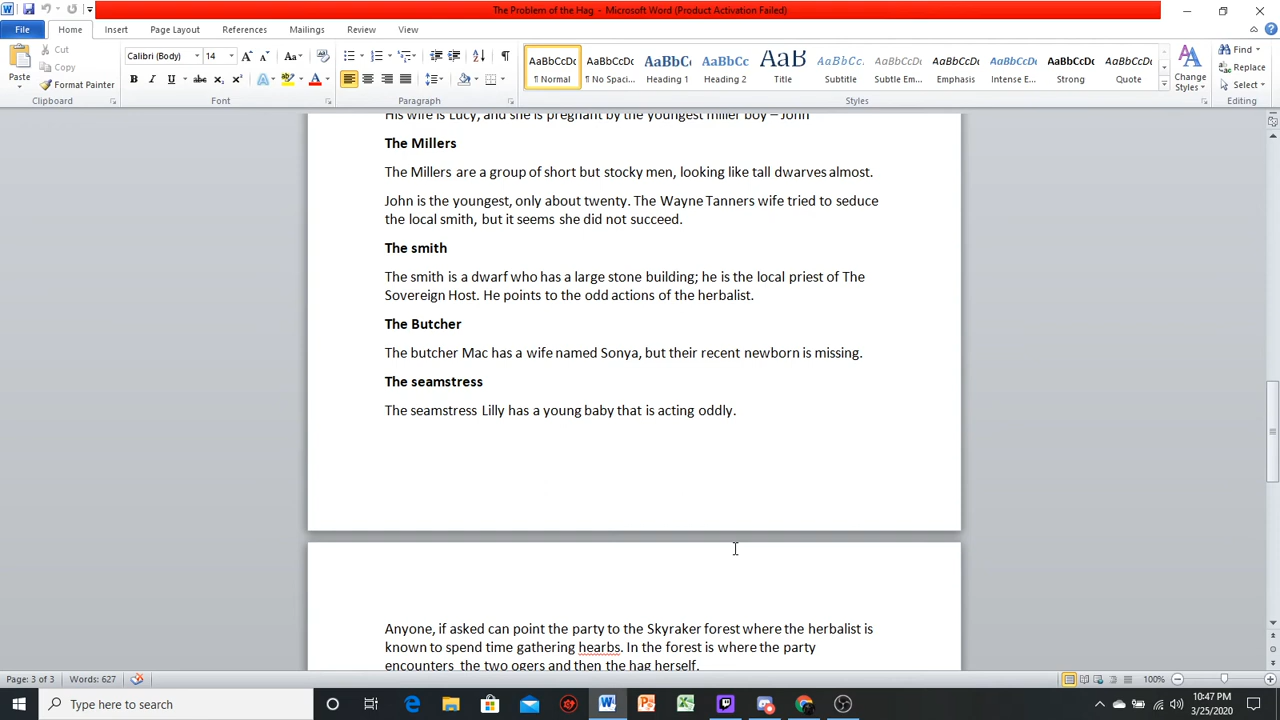 The Problem of the Hag - Microsoft Word (Product Activation Failed)
File Home Insert Page Layout References Mailings Review View
Paste
Cut
Copy
Format Painter
Clipboard
Calibri (Body) 14
Font
Paragraph
AaBbCcDc AaBbCcDc AaBbC AaBbCc AaB AaBbCc. AaBbCcDc AaBbCcDc AaBbCcDc AaBbCcDc AaBbCcDc
¶ Normal ¶ No Spaci... Heading 1 Heading 2 Title Subtitle Subtle Em... Emphasis Intense E... Strong Quote
Styles
Change Styles
Find
Replace
Select
Editing
His wife is Lucy, and she is pregnant by the youngest miller boy – John
The Millers
The Millers are a group of short but stocky men, looking like tall dwarves almost.
John is the youngest, only about twenty. The Wayne Tanners wife tried to seduce
the local smith, but it seems she did not succeed.
The smith
The smith is a dwarf who has a large stone building; he is the local priest of The
Sovereign Host. He points to the odd actions of the herbalist.
The Butcher
The butcher Mac has a wife named Sonya, but their recent newborn is missing.
The seamstress
The seamstress Lilly has a young baby that is acting oddly.
Anyone, if asked can point the party to the Skyraker forest where the herbalist is
known to spend time gathering hearbs. In the forest is where the party
encounters the two ogers and then the hag herself.
Page: 3 of 3 Words: 627
100%
Type here to search
10:47 PM
3/25/2020